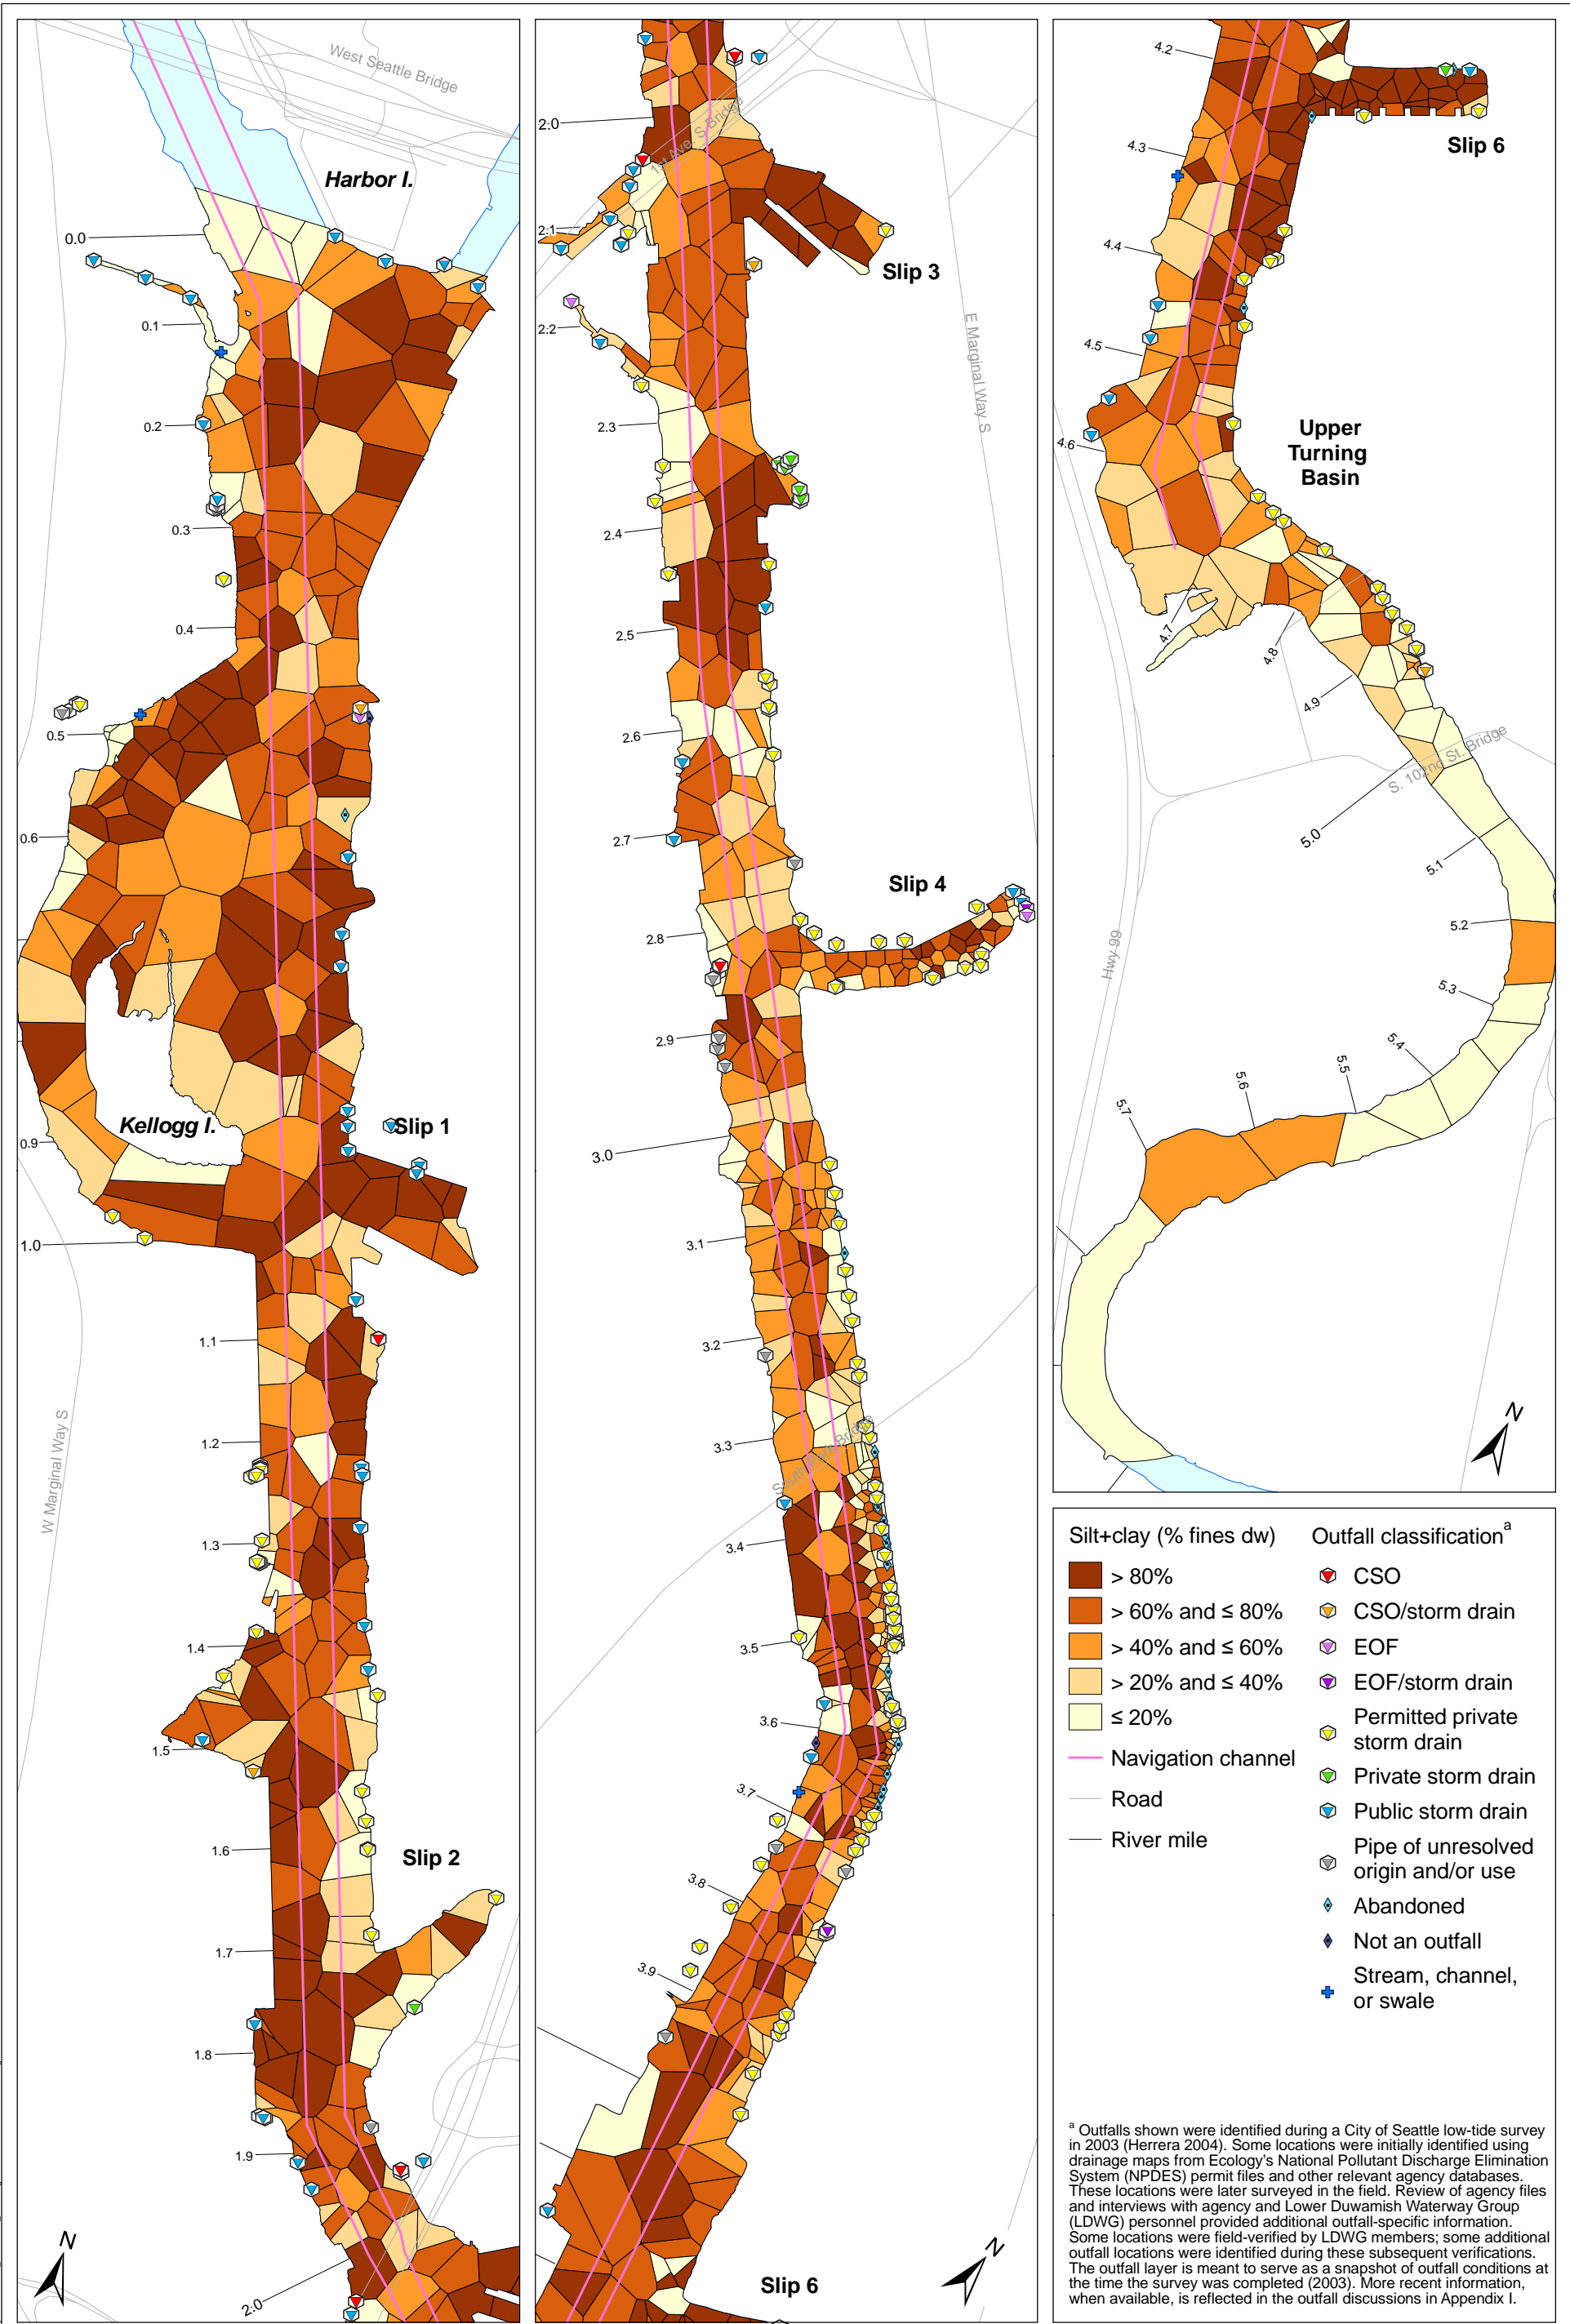 West Seattle Bridge
Harbor I.
0.0
0.1
0.2
0.3
0.4
0.5
0.6
Kellogg I.
Slip 1
0.9
1.0
1.1
1.2
W Marginal Way S
1.3
1.4
1.5
1.6
Slip 2
1.7
1.8
1.9
2.0
N
2.0
1st Ave. S Bridge
2.1
Slip 3
2.2
E Marginal Way S
2.3
2.4
2.5
2.6
2.7
Slip 4
2.8
2.9
3.0
3.1
3.2
3.3
South Park Bridge
3.4
3.5
3.6
3.7
3.8
3.9
N
Slip 6
4.2
Slip 6
4.3
4.4
4.5
4.6
Upper
Turning
Basin
4.7
4.8
4.9
S. 102nd St. Bridge
5.0
5.1
5.2
Hwy 99
5.3
5.4
5.5
5.6
5.7
N
Silt+clay (% fines dw)
> 80%
> 60% and ≤ 80%
> 40% and ≤ 60%
> 20% and ≤ 40%
≤ 20%
Navigation channel
Road
River mile
Outfall classification a
CSO
CSO/storm drain
EOF
EOF/storm drain
Permitted private
storm drain
Private storm drain
Public storm drain
Pipe of unresolved
origin and/or use
Abandoned
Not an outfall
Stream, channel,
or swale
a Outfalls shown were identified during a City of Seattle low-tide survey
in 2003 (Herrera 2004). Some locations were initially identified using
drainage maps from Ecology's National Pollutant Discharge Elimination
System (NPDES) permit files and other relevant agency databases.
These locations were later surveyed in the field. Review of agency files
and interviews with agency and Lower Duwamish Waterway Group
(LDWG) personnel provided additional outfall-specific information.
Some locations were field-verified by LDWG members; some additional
outfall locations were identified during these subsequent verifications.
The outfall layer is meant to serve as a snapshot of outfall conditions at
the time the survey was completed (2003). More recent information,
when available, is reflected in the outfall discussions in Appendix I.